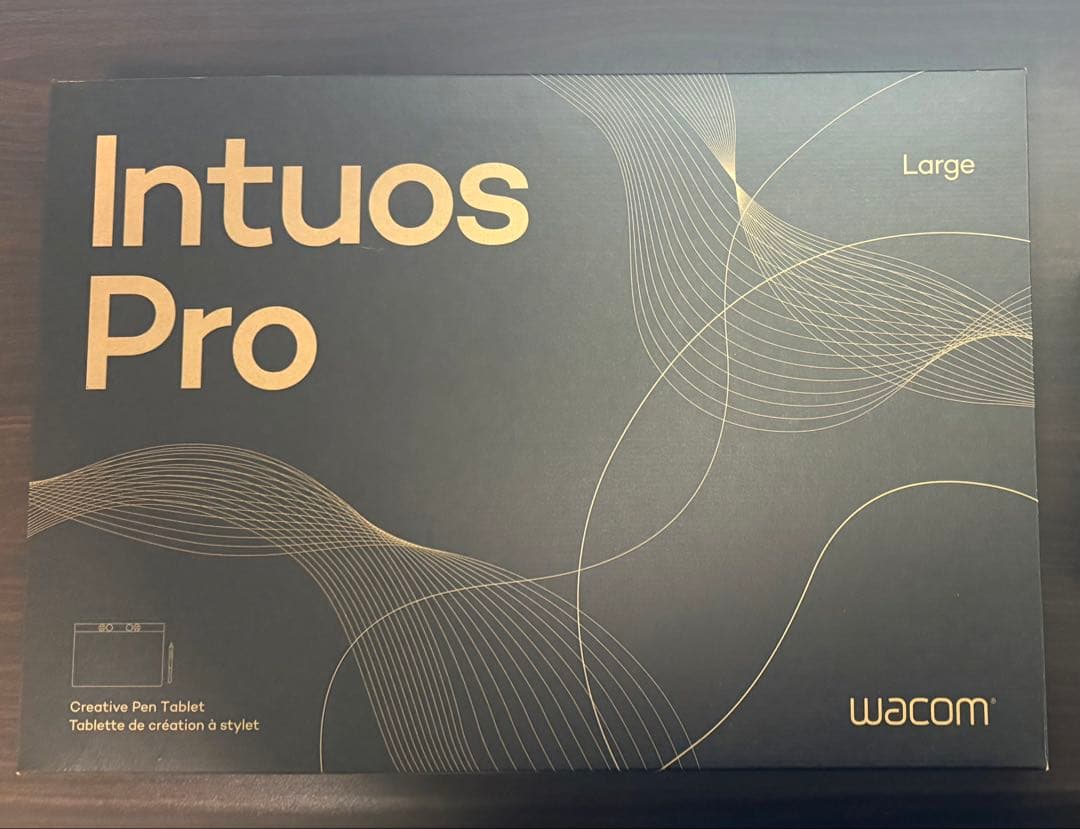 Intuos
Pro
Large
Creative Pen Tablet
Tablette de création à stylet
wacom®